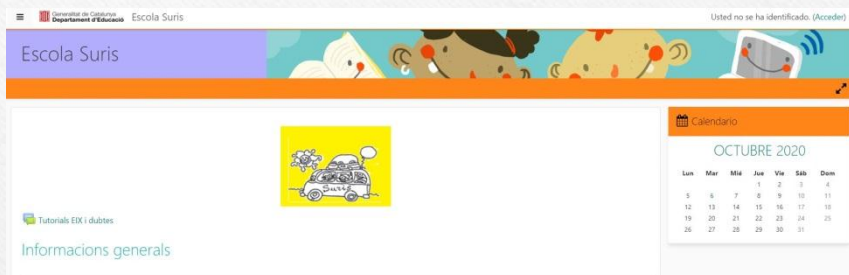 Generalitat de Catalunya
Departament d'Educació
Escola Suris
Usted no se ha identificado. (Acceder)
Escola Suris
Suris
Tutorials EIX i dubtes
Informacions generals
Calendario
OCTUBRE 2020
Lun Mar Mié Jue Vie Sáb Dom
1 2 3 4
5 6 7 8 9 10 11
12 13 14 15 16 17 18
19 20 21 22 23 24 25
26 27 28 29 30 31